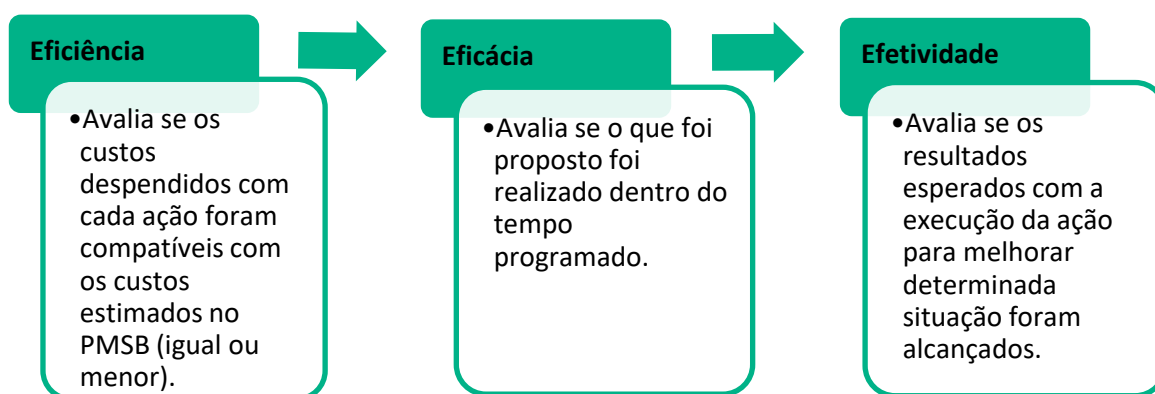 Eficiência
•Avalia se os
custos
despendidos com
cada ação foram
compatíveis com
os custos
estimados no
PMSB (igual ou
menor).
Eficácia
•Avalia se o que foi
proposto foi
realizado dentro do
tempo
programado.
Efetividade
•Avalia se os
resultados
esperados com a
execução da ação
para melhorar
determinada
situação foram
alcançados.